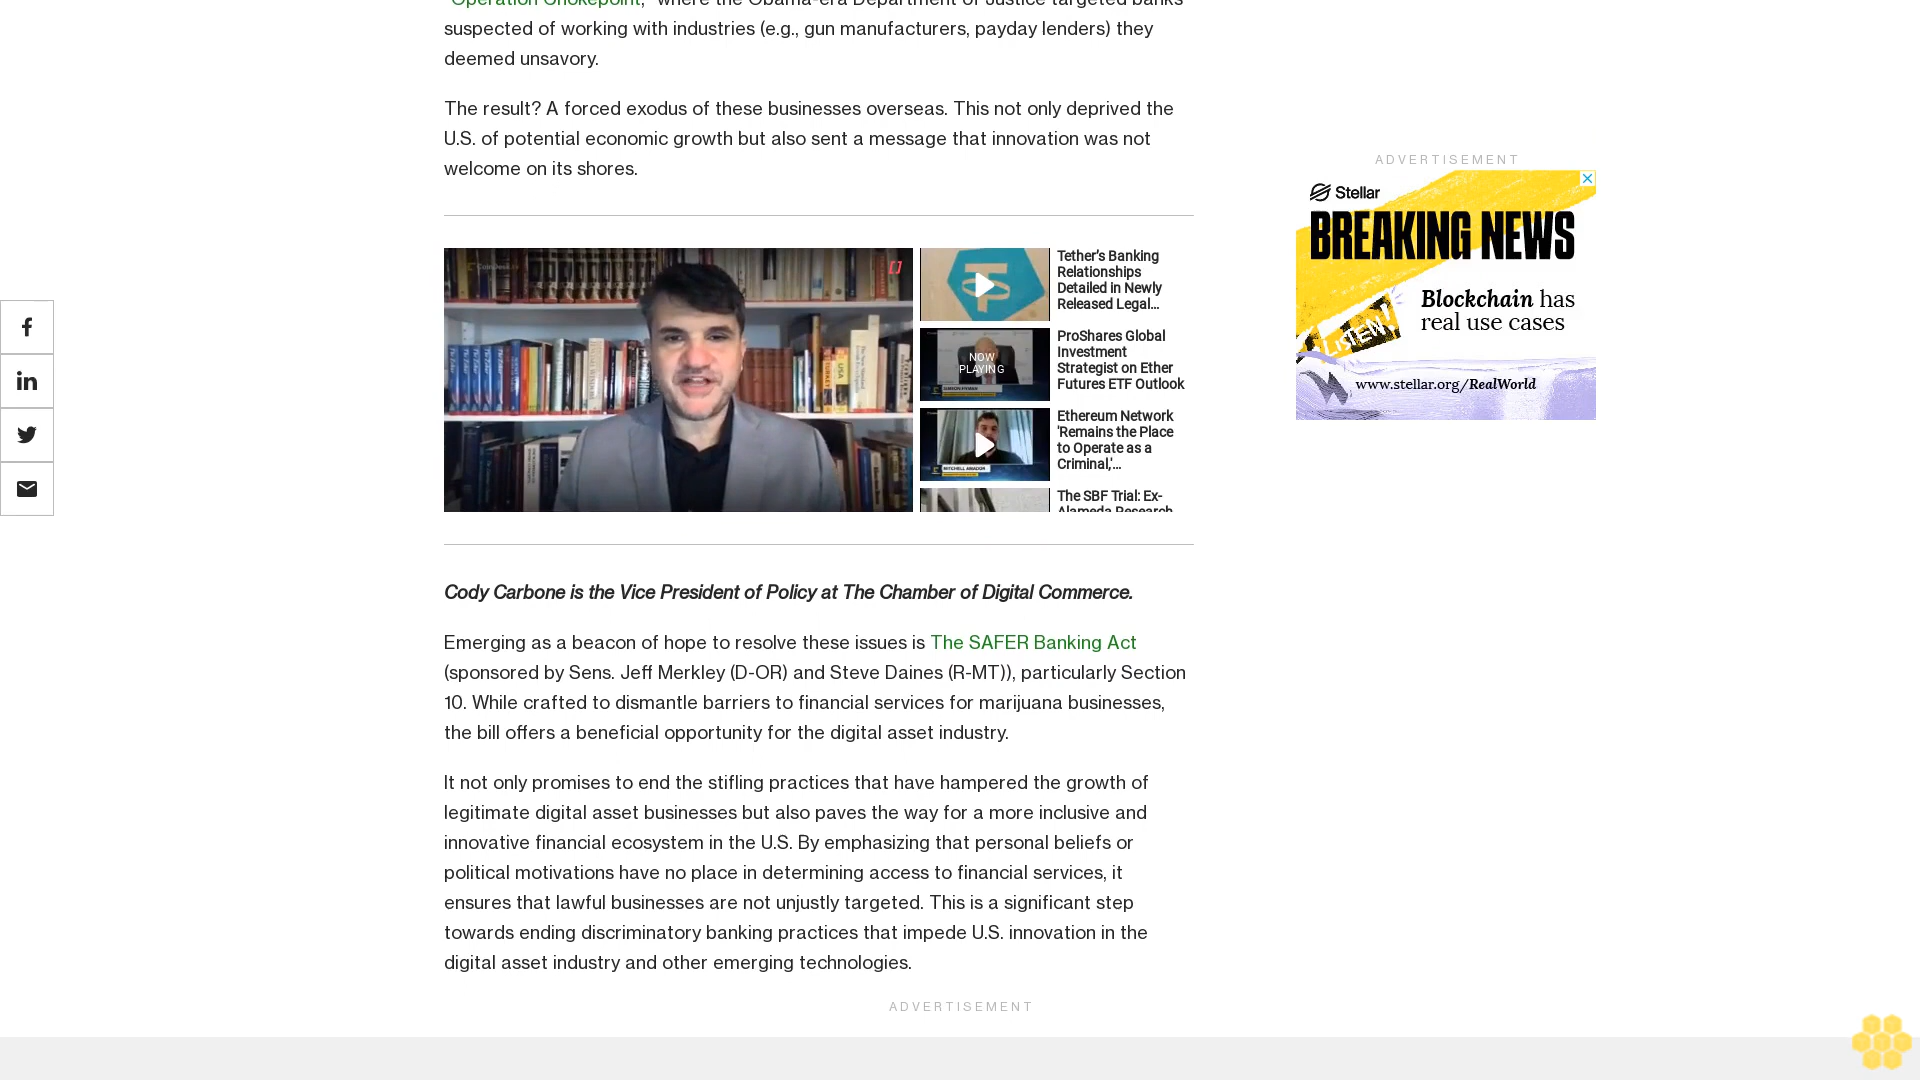 "Operation Chokepoint," where the Obama-era Department of Justice targeted banks
suspected of working with industries (e.g., gun manufacturers, payday lenders) they
deemed unsavory.
The result? A forced exodus of these businesses overseas. This not only deprived the
U.S. of potential economic growth but also sent a message that innovation was not
welcome on its shores.
CoinDesk
Tether's Banking
Relationships
Detailed in Newly
Released Legal...
NOW
PLAYING
ProShares Global
Investment
Strategist on Ether
Futures ETF Outlook
MITCHELL AMADOR
Ethereum Network
'Remains the Place
to Operate as a
Criminal,'...
The SBF Trial: Ex-
Alameda Research
Cody Carbone is the Vice President of Policy at The Chamber of Digital Commerce.
Emerging as a beacon of hope to resolve these issues is The SAFER Banking Act
(sponsored by Sens. Jeff Merkley (D-OR) and Steve Daines (R-MT)), particularly Section
10. While crafted to dismantle barriers to financial services for marijuana businesses,
the bill offers a beneficial opportunity for the digital asset industry.
It not only promises to end the stifling practices that have hampered the growth of
legitimate digital asset businesses but also paves the way for a more inclusive and
innovative financial ecosystem in the U.S. By emphasizing that personal beliefs or
political motivations have no place in determining access to financial services, it
ensures that lawful businesses are not unjustly targeted. This is a significant step
towards ending discriminatory banking practices that impede U.S. innovation in the
digital asset industry and other emerging technologies.
ADVERTISEMENT
ADVERTISEMENT
Stellar
BREAKING NEWS
Blockchain has
real use cases
LISTEN!
www.stellar.org/RealWorld